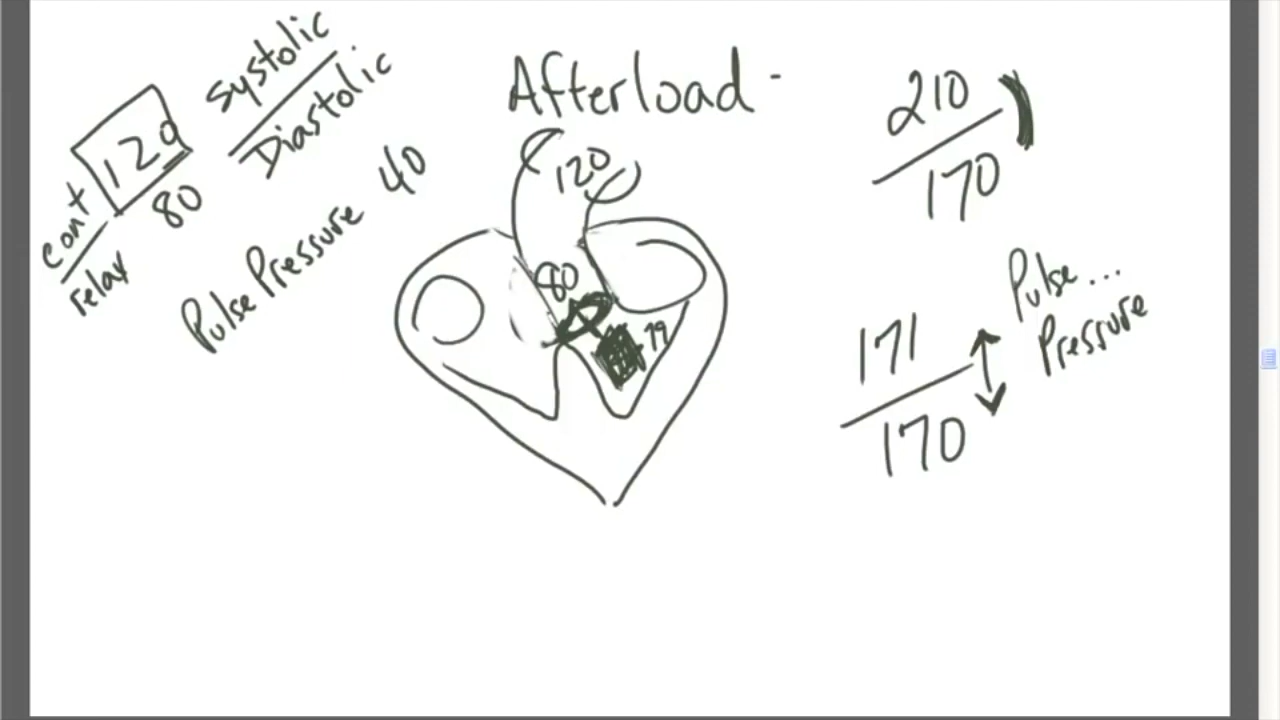 Systolic
Diastolic
120
80
cont
relax
Pulse Pressure 40
Afterload -
120
80
79
210
170
171
170
Pulse...
Pressure